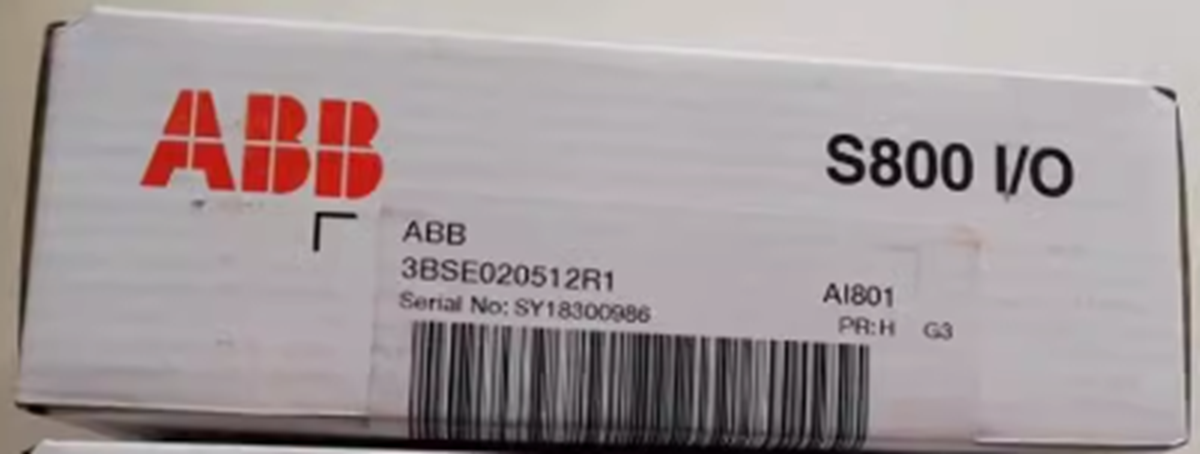 ABB
S800 I/O
ABB
3BSE020512R1
AI801
Serial No: SY18300986
PR:H G3